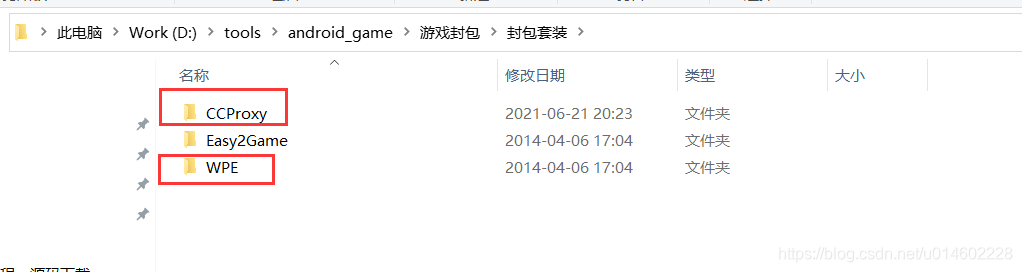 此电脑 > Work (D:) > tools > android_game > 游戏封包 > 封包套装 >
名称 修改日期 类型 大小
CCProxy 2021-06-21 20:23 文件夹
Easy2Game 2014-04-06 17:04 文件夹
WPE 2014-04-06 17:04 文件夹
https://blog.csdn.net/u014602228